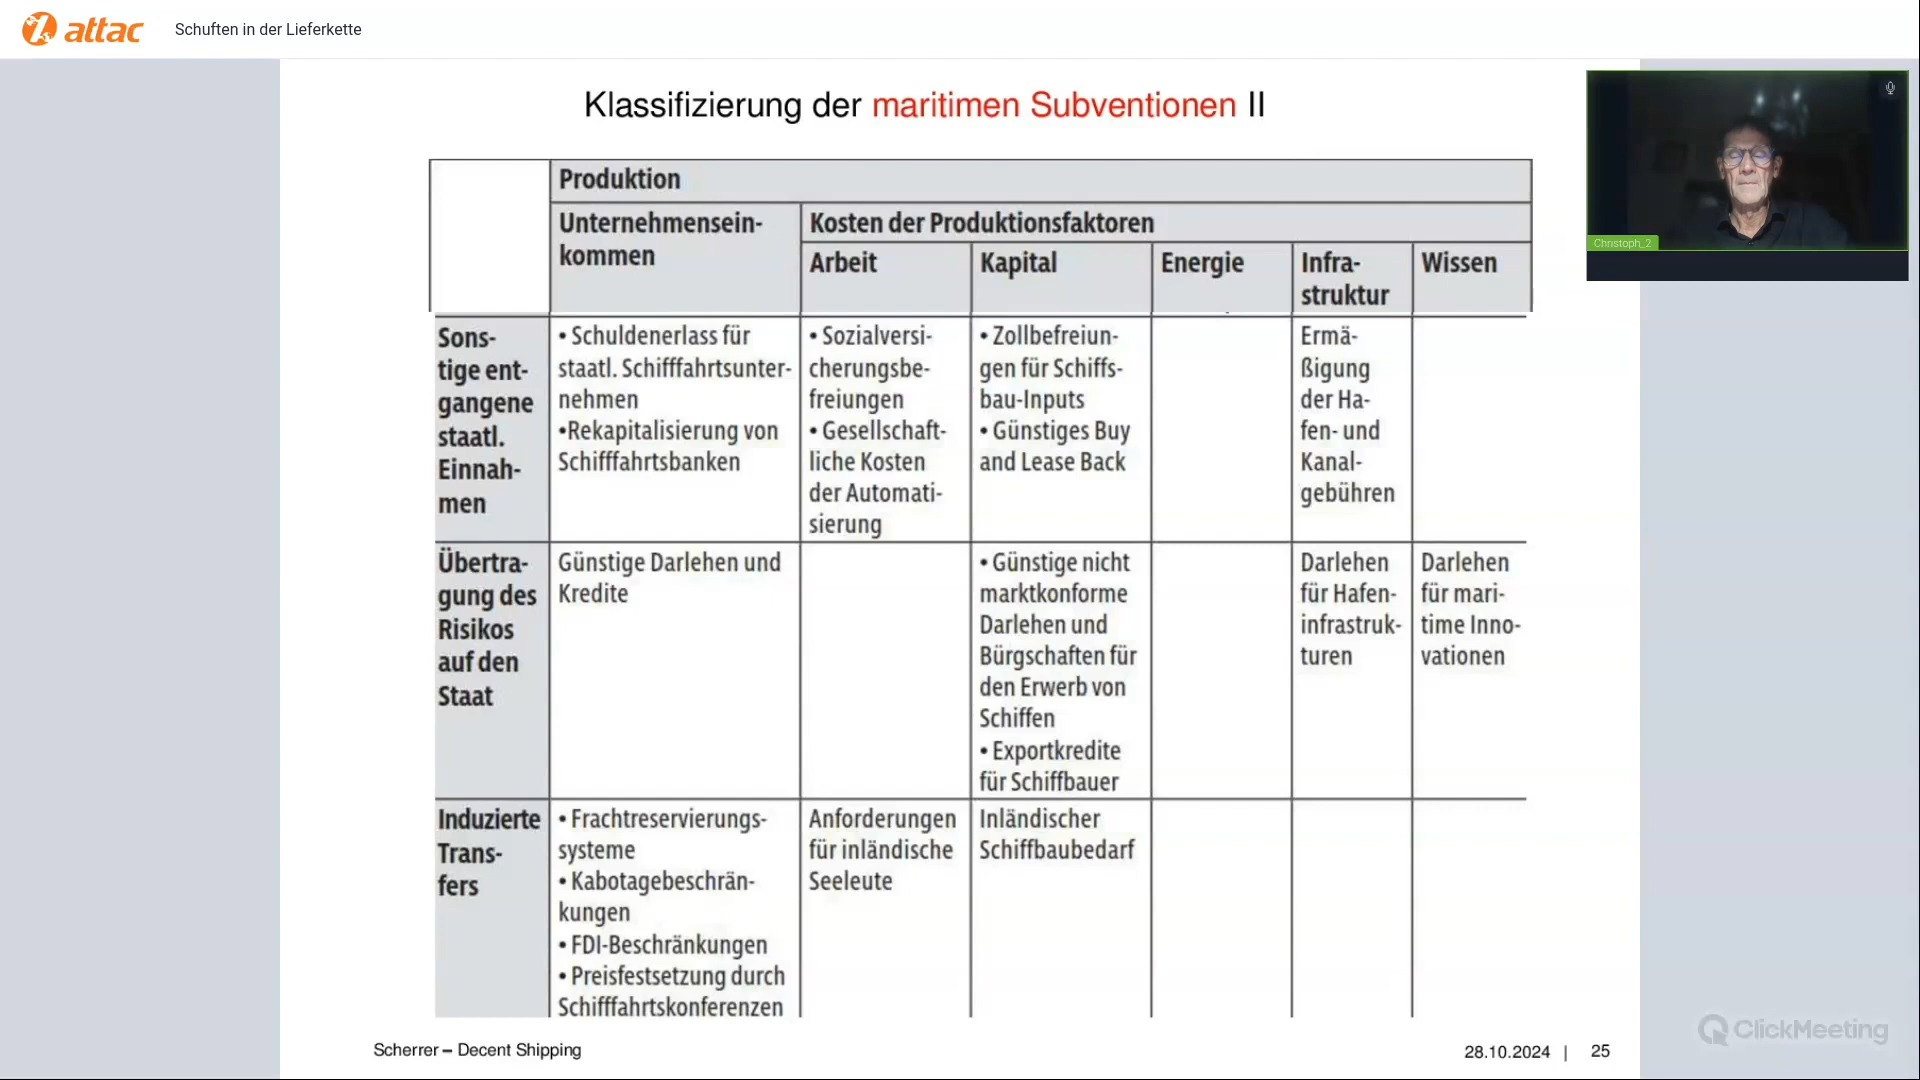 attac
Schuften in der Lieferkette
Klassifizierung der maritimen Subventionen II
Produktion
Unternehmensein-
kommen
Kosten der Produktionsfaktoren
Arbeit
Kapital
Energie
Infra-
struktur
Wissen
Sons-
tige ent-
gangene
staatl.
Einnah-
men
• Schuldenerlass für
staatl. Schifffahrtsunter-
nehmen
•Rekapitalisierung von
Schifffahrtsbanken
• Sozialversi-
cherungsbe-
freiungen
• Gesellschaft-
liche Kosten
der Automati-
sierung
• Zollbefreiun-
gen für Schiffs-
bau-Inputs
• Günstiges Buy
and Lease Back
Ermä-
ßigung
der Ha-
fen- und
Kanal-
gebühren
Übertra-
gung des
Risikos
auf den
Staat
Günstige Darlehen und
Kredite
• Günstige nicht
marktkonforme
Darlehen und
Bürgschaften für
den Erwerb von
Schiffen
• Exportkredite
für Schiffbauer
Darlehen
für Hafen-
infrastruk-
turen
Darlehen
für mari-
time Inno-
vationen
Induzierte
Trans-
fers
• Frachtreservierungs-
systeme
• Kabotagebeschrän-
kungen
• FDI-Beschränkungen
• Preisfestsetzung durch
Schifffahrtskonferenzen
Anforderungen
für inländische
Seeleute
Inländischer
Schiffbaubedarf
Scherrer – Decent Shipping
28.10.2024 | 25
Christoph_2
ClickMeeting